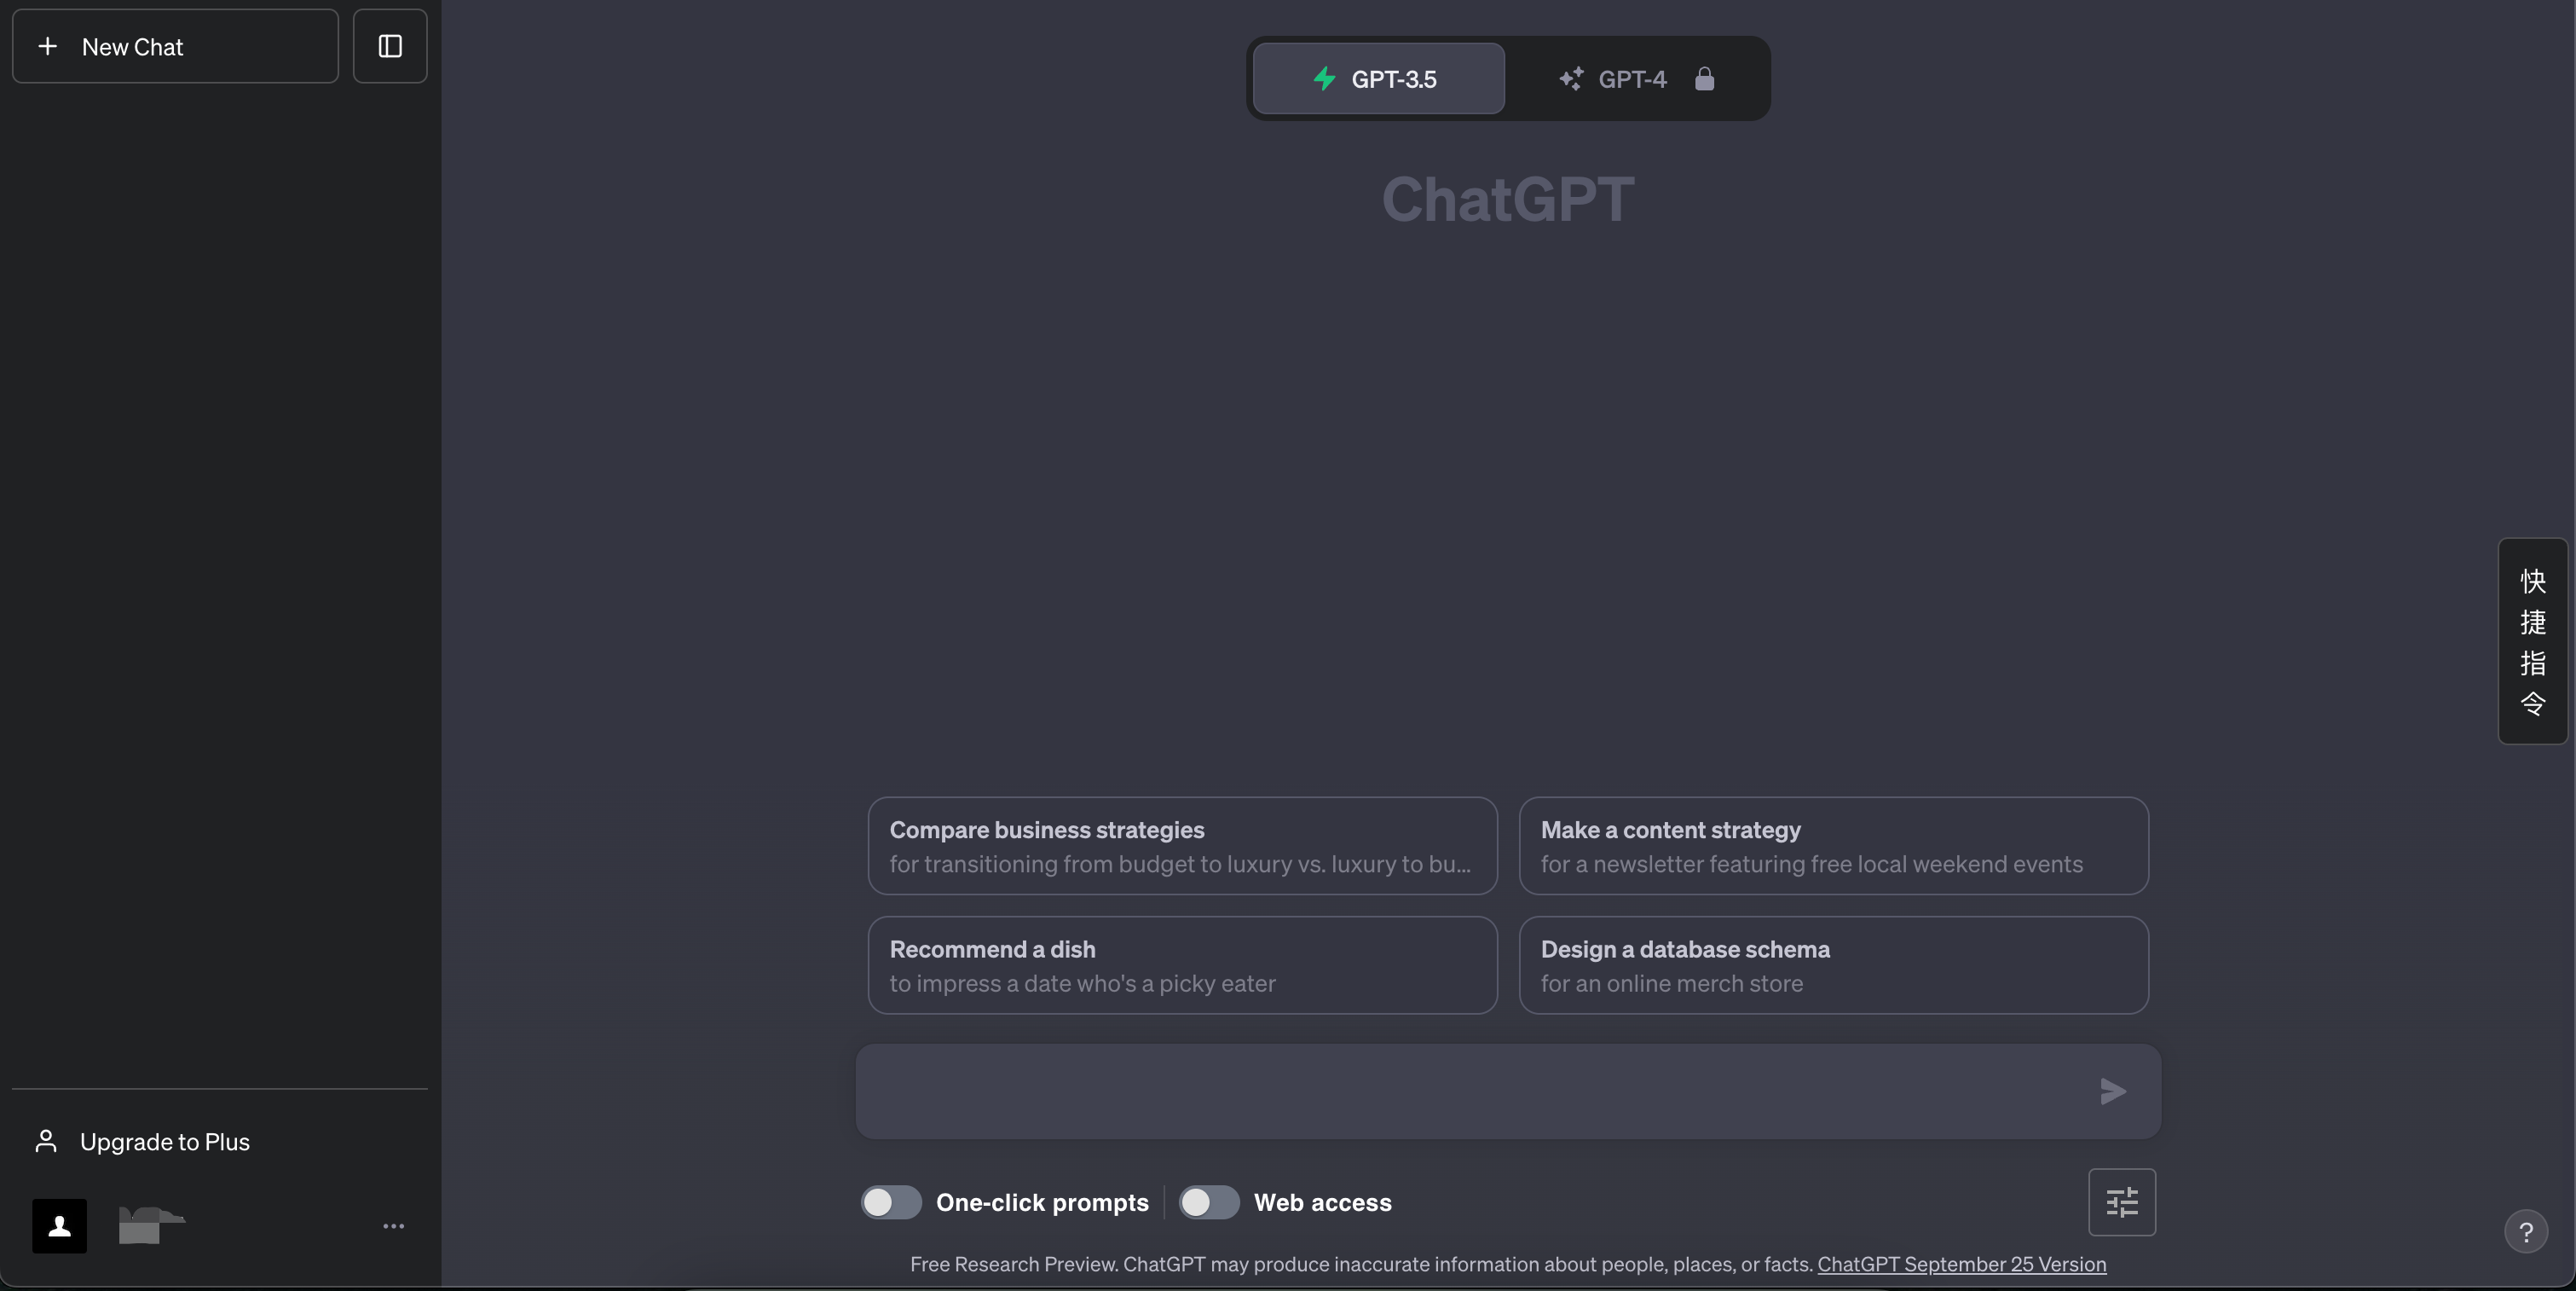 New Chat
GPT-3.5
GPT-4
ChatGPT
快
捷
指
令
Compare business strategies
for transitioning from budget to luxury vs. luxury to bu...
Make a content strategy
for a newsletter featuring free local weekend events
Recommend a dish
to impress a date who's a picky eater
Design a database schema
for an online merch store
Upgrade to Plus
One-click prompts
Web access
?
Free Research Preview. ChatGPT may produce inaccurate information about people, places, or facts. ChatGPT September 25 Version